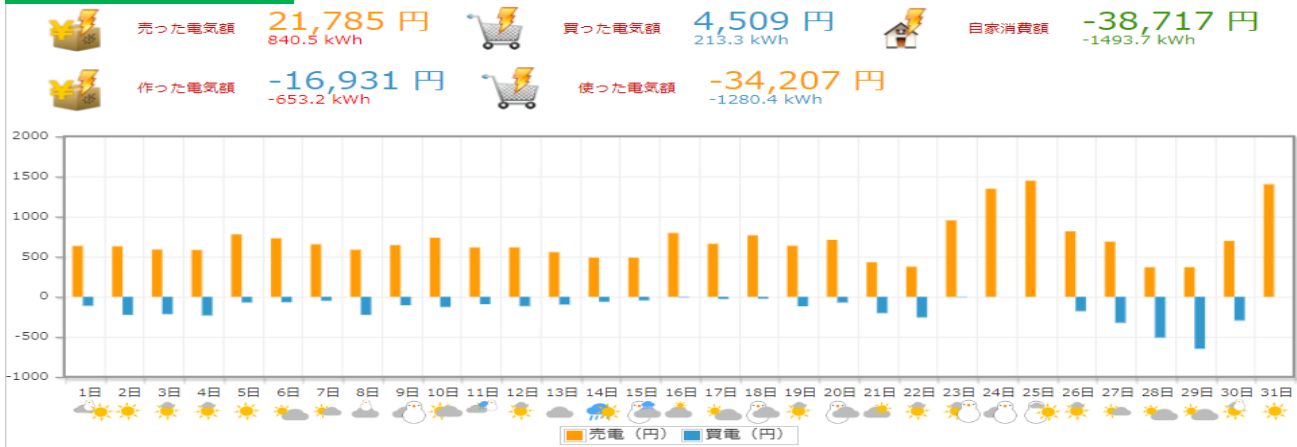 売った電気額 21,785 円 買った電気額 4,509 円 自家消費額 -38,717 円
840.5 kWh 213.3 kWh -1493.7 kWh
作った電気額 -16,931 円 使った電気額 -34,207 円
-653.2 kWh -1280.4 kWh
2000
1500
1000
500
0
-500
-1000
1日 2日 3日 4日 5日 6日 7日 8日 9日 10日 11日 12日 13日 14日 15日 16日 17日 18日 19日 20日 21日 22日 23日 24日 25日 26日 27日 28日 29日 30日 31日
売電（円） 買電（円）